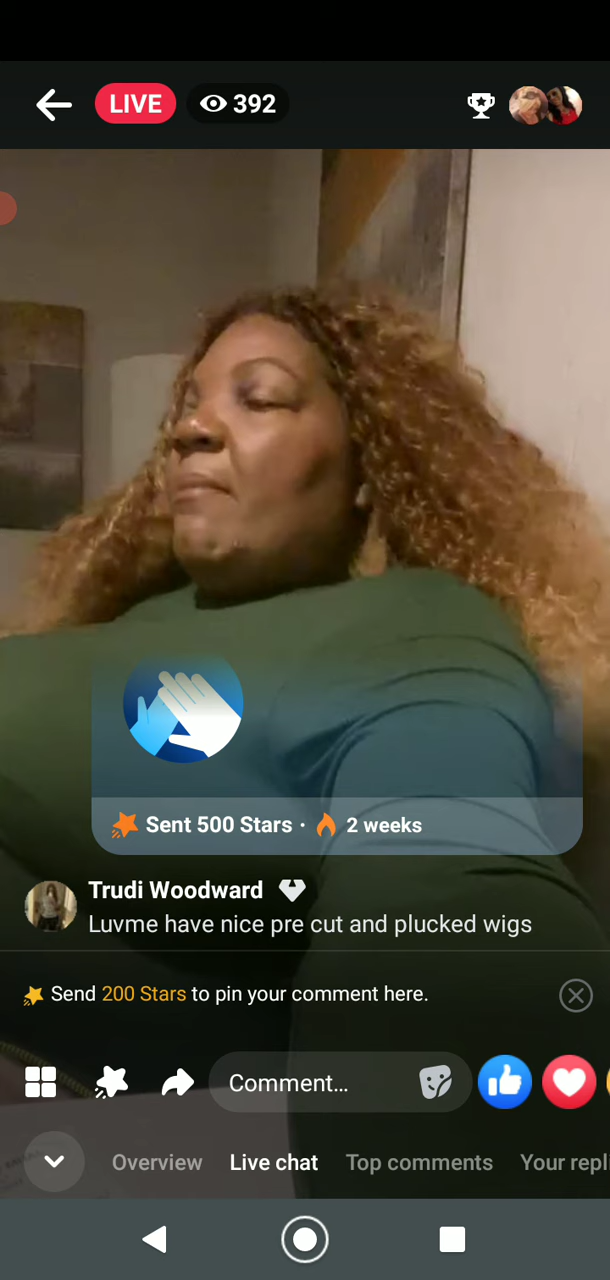 LIVE
392
Sent 500 Stars · 2 weeks
Trudi Woodward
Luvme have nice pre cut and plucked wigs
Send 200 Stars to pin your comment here.
Comment...
Overview Live chat Top comments Your repli